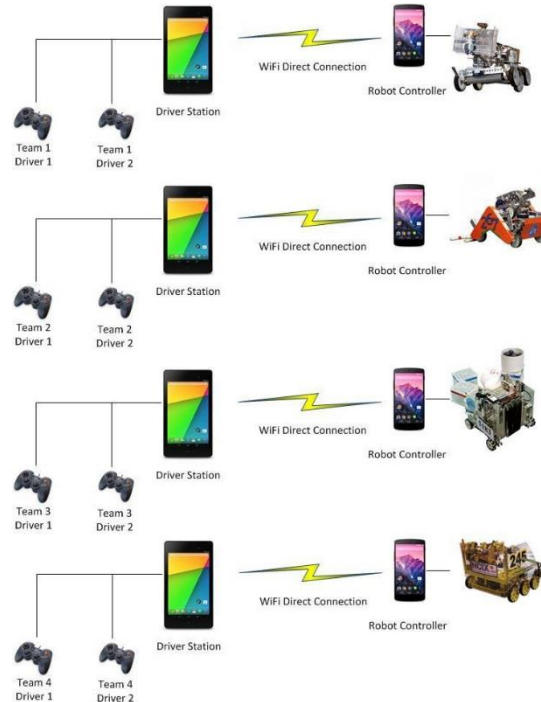 WiFi Direct Connection
Robot Controller
Driver Station
Team 1
Driver 1
Team 1
Driver 2
WiFi Direct Connection
Robot Controller
Driver Station
Team 2
Driver 1
Team 2
Driver 2
WiFi Direct Connection
Robot Controller
Driver Station
Team 3
Driver 1
Team 3
Driver 2
245
WiFi Direct Connection
Robot Controller
Driver Station
Team 4
Driver 1
Team 4
Driver 2